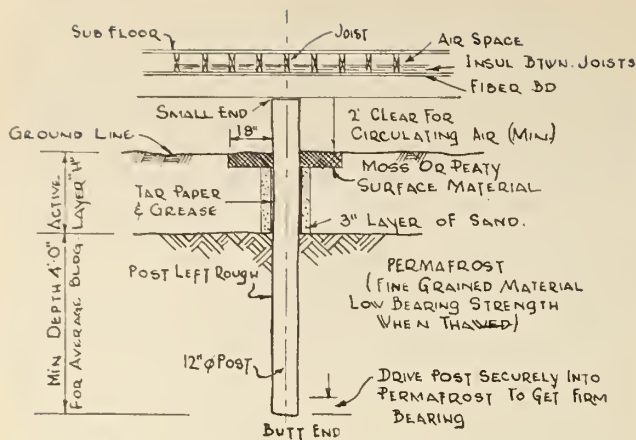 SUB FLOOR
JOIST
AIR SPACE
INSUL BTWN. JOISTS
FIBER BD
SMALL END
2' CLEAR FOR
CIRCULATING AIR (MIN.)
18"
GROUND LINE
MOSS OR PEATY
SURFACE MATERIAL
ACTIVE
LAYER "H"
TAR PAPER
& GREASE
3" LAYER OF SAND.
POST LEFT ROUGH
PERMAFROST
(FINE GRAINED MATERIAL
LOW BEARING STRENGTH
WHEN THAWED)
MIN DEPTH 4'-0"
FOR AVERAGE BLDG.
12" φ POST
DRIVE POST SECURELY INTO
PERMAFROST TO GET FIRM
BEARING
BUTT END